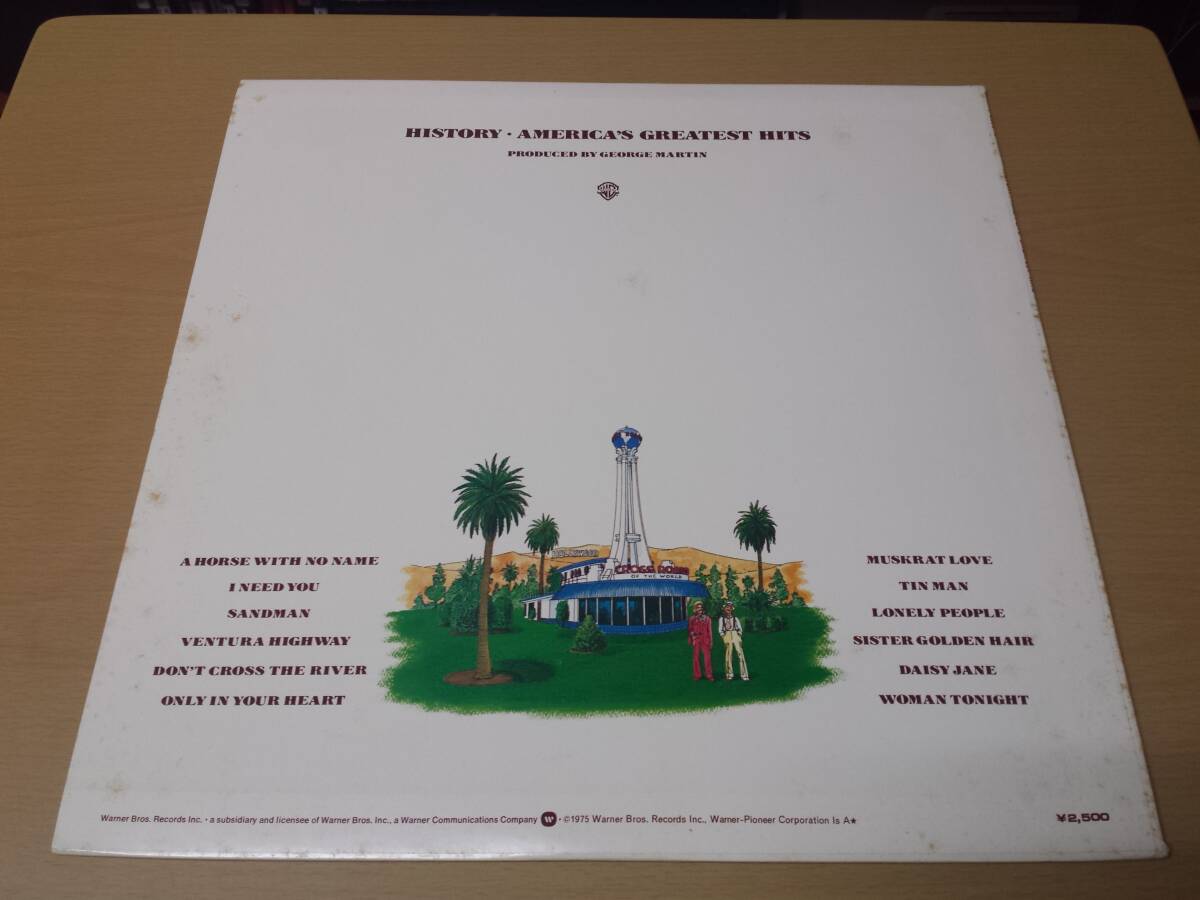 HISTORY · AMERICA'S GREATEST HITS
PRODUCED BY GEORGE MARTIN
A HORSE WITH NO NAME
I NEED YOU
SANDMAN
VENTURA HIGHWAY
DON'T CROSS THE RIVER
ONLY IN YOUR HEART
HOLLYWOOD
CROSSROADS
OF THE WORLD
MUSKRAT LOVE
TIN MAN
LONELY PEOPLE
SISTER GOLDEN HAIR
DAISY JANE
WOMAN TONIGHT
Warner Bros. Records Inc. · a subsidiary and licensee of Warner Bros. Inc., a Warner Communications Company · ©1975 Warner Bros. Records Inc., Warner-Pioneer Corporation Is A★
¥2,500